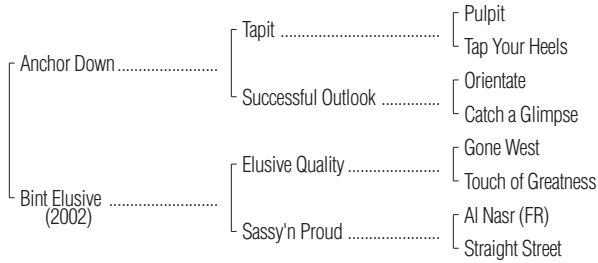 Pulpit
Tapit
Tap Your Heels
Anchor Down
Orientate
Successful Outlook
Catch a Glimpse
Gone West
Elusive Quality
Touch of Greatness
Bint Elusive
(2002)
Al Nasr (FR)
Sassy'n Proud
Straight Street